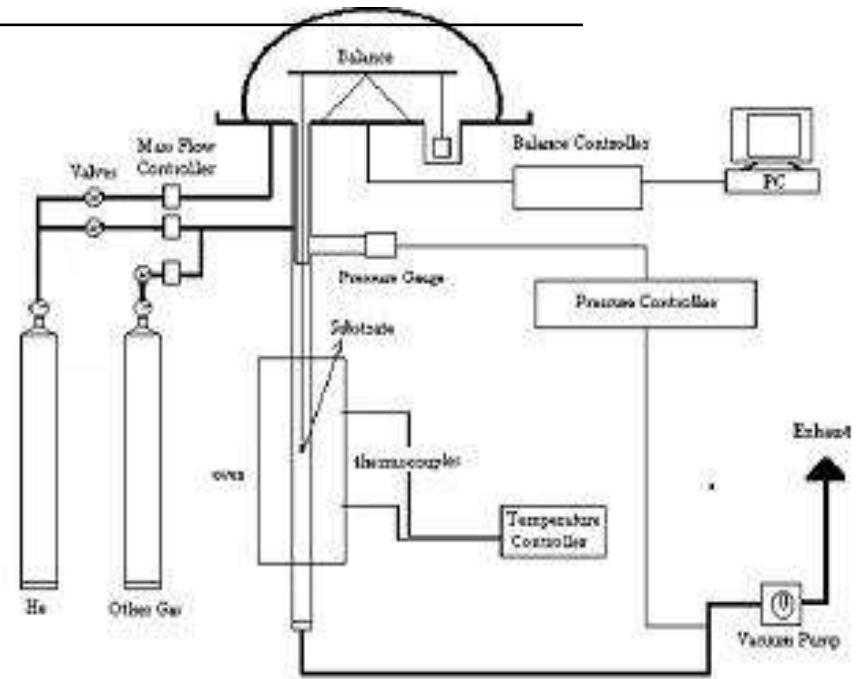 Balance
Mass Flow
Controller
Valves
Balance Controller
PC
Pressure Gauge
Pressure Controller
Substrate
oven
thermocouples
Temperature
Controller
Exhaust
He
Other Gas
Vacuum Pump